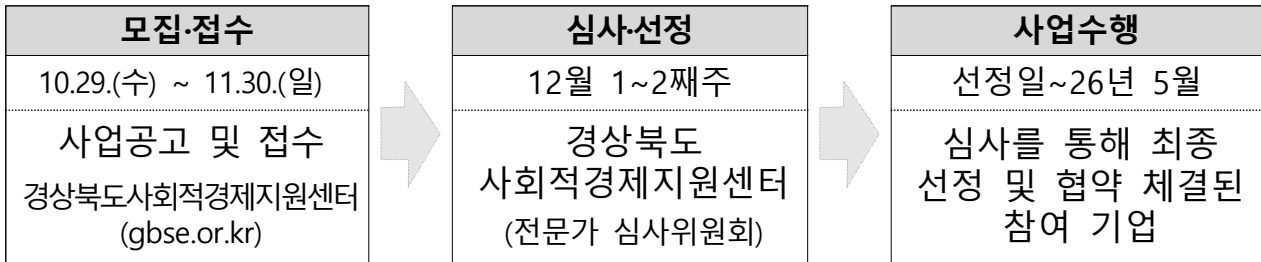 모집·접수
10.29.(수) ~ 11.30.(일)
사업공고 및 접수
경상북도사회적경제지원센터
(gbse.or.kr)
심사·선정
12월 1~2째주
경상북도
사회적경제지원센터
(전문가 심사위원회)
사업수행
선정일~26년 5월
심사를 통해 최종
선정 및 협약 체결된
참여 기업